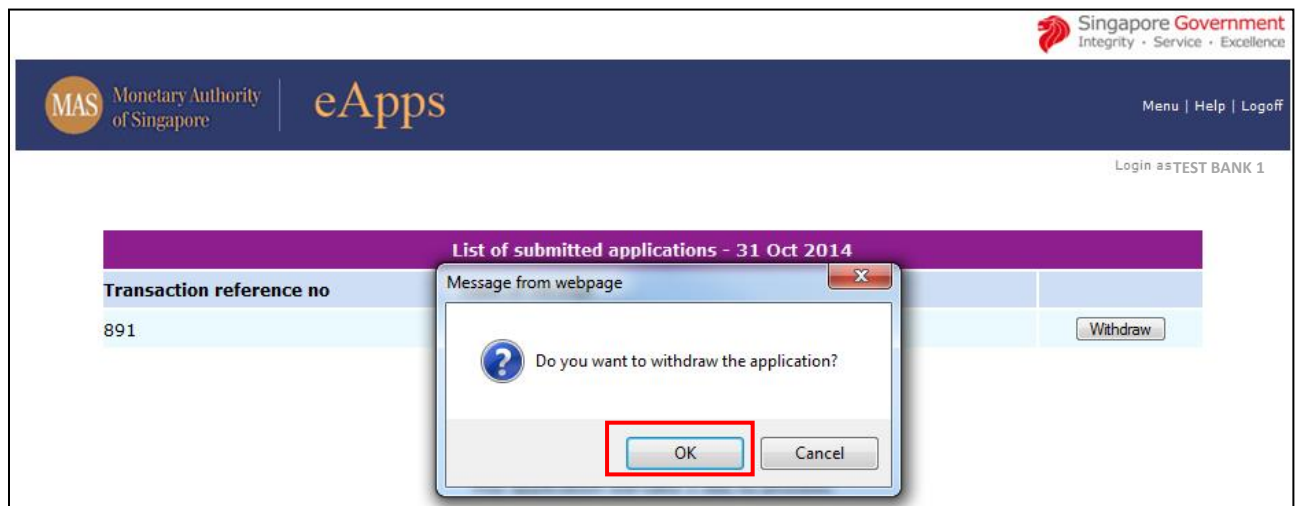 Singapore Government
Integrity · Service · Excellence
MAS
Monetary Authority
of Singapore
eApps
Menu | Help | Logoff
Login as TEST BANK 1
List of submitted applications - 31 Oct 2014
Transaction reference no
891
Withdraw
Message from webpage
Do you want to withdraw the application?
OK
Cancel